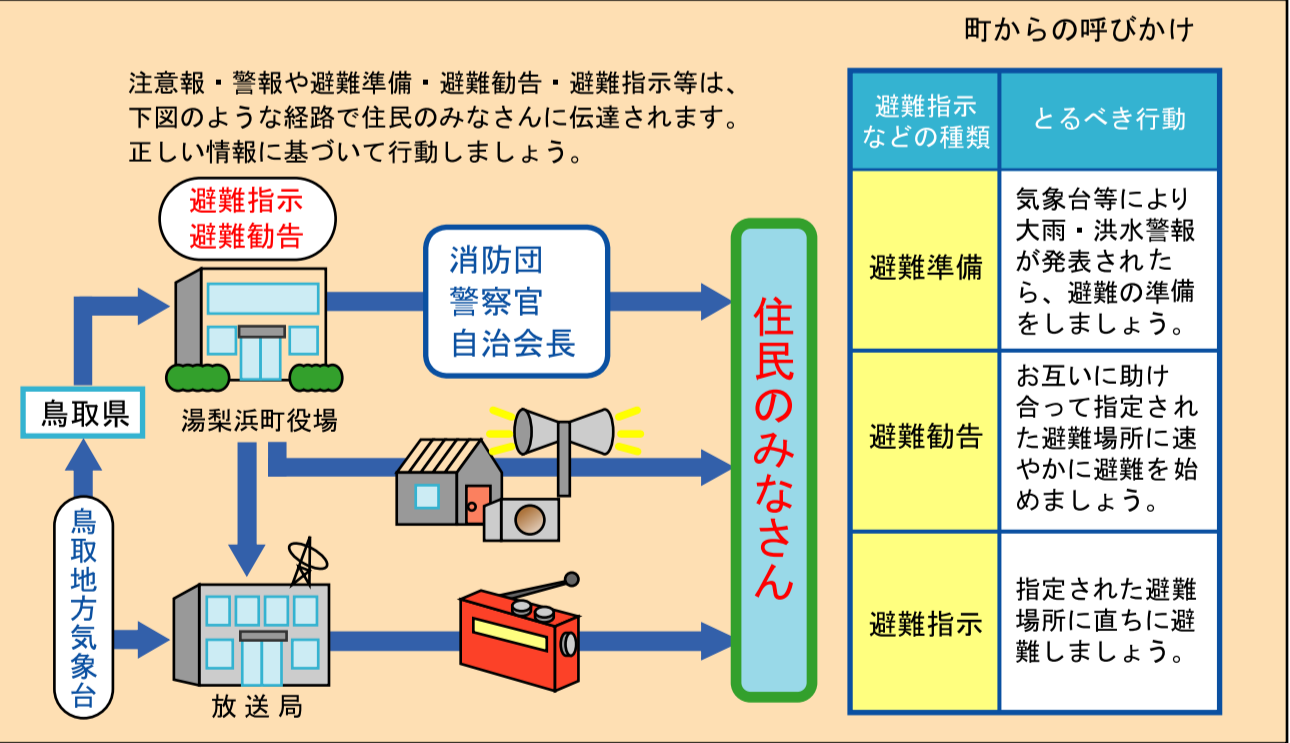 町からの呼びかけ
注意報・警報や避難準備・避難勧告・避難指示等は、
下図のような経路で住民のみなさんに伝達されます。
正しい情報に基づいて行動しましょう。
避難指示
避難勧告
消防団
警察官
自治会長
鳥取県
湯梨浜町役場
鳥取地方気象台
放送局
住民のみなさん
避難指示
などの種類
とるべき行動
避難準備
気象台等により
大雨・洪水警報
が発表された
ら、避難の準備
をしましょう。
避難勧告
お互いに助け
合って指定され
た避難場所に速
やかに避難を始
めましょう。
避難指示
指定された避難
場所に直ちに避
難しましょう。